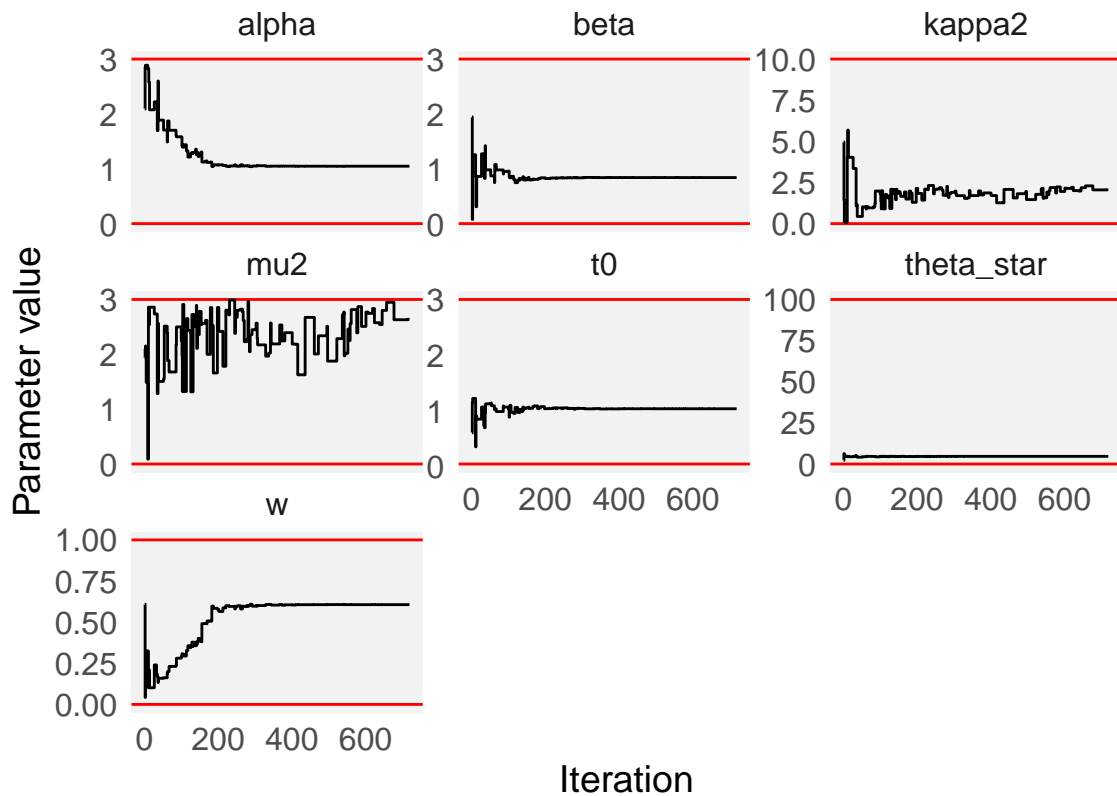 alpha beta kappa2
3 3 10.0
2 2 7.5
5.0
1 1 2.5
0 0 0.0
mu2 t0 theta_star
3 3 100
75
2 2 50
1 1 25
0 0 0
0 200 400 600 0 200 400 600
w
1.00
0.75
0.50
0.25
0.00
0 200 400 600
Parameter value
Iteration